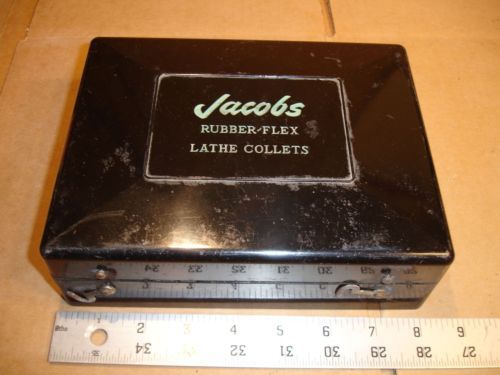 Jacobs
RUBBER-FLEX
LATHE COLLETS
8ths 1 2 3 4 5 6 7 8 9
34 32 31 30 29 28 27